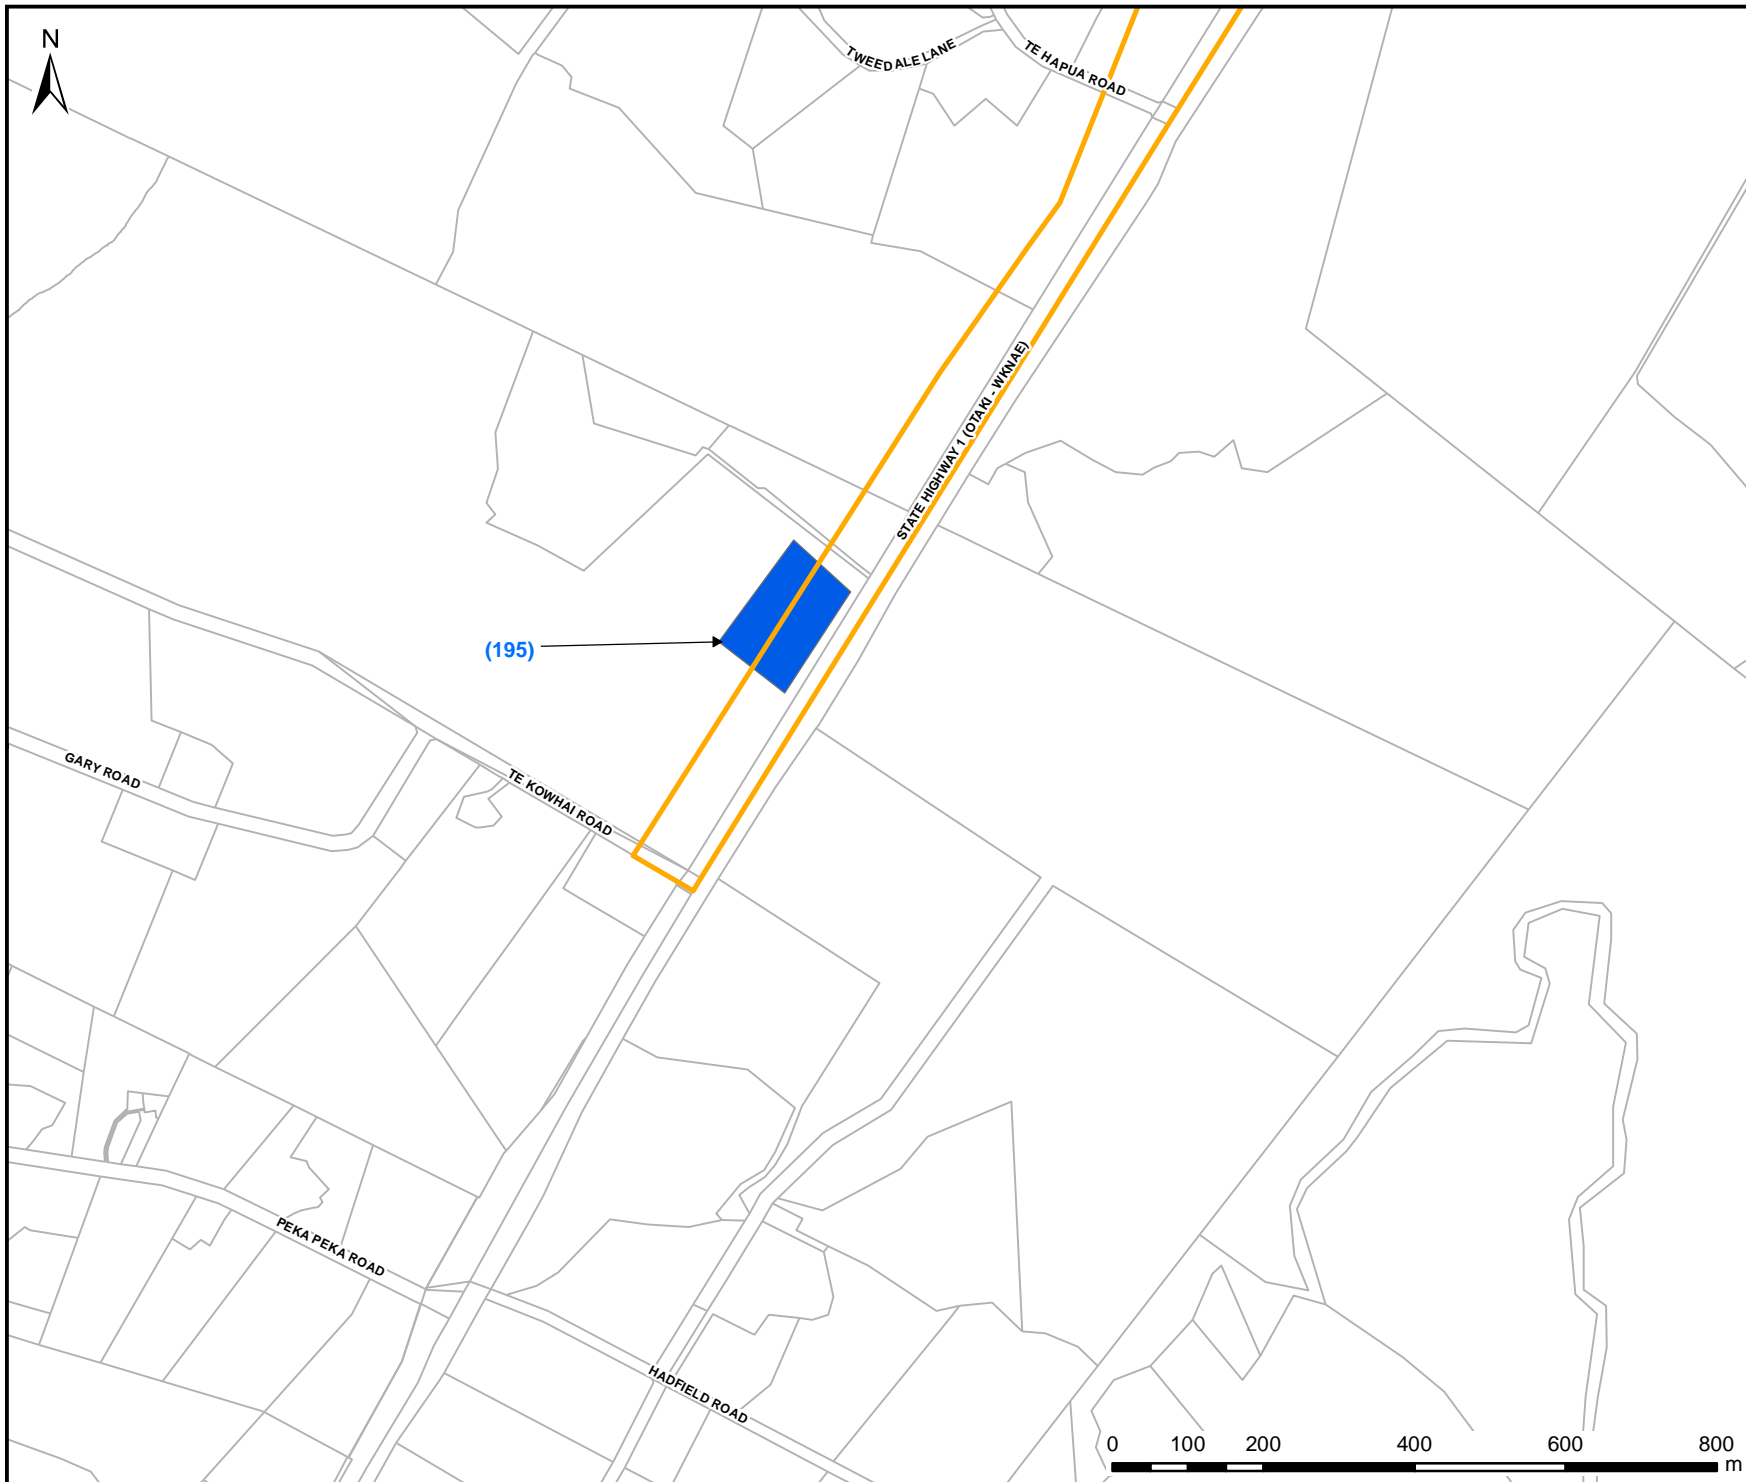 N
TWEEDALE LANE
TE HAPUA ROAD
STATE HIGHWAY 1 (OTAKI - WKNAE)
(195)
GARY ROAD
TE KOWHAI ROAD
PEKA PEKA ROAD
HADFIELD ROAD
0 100 200 400 600 800
m